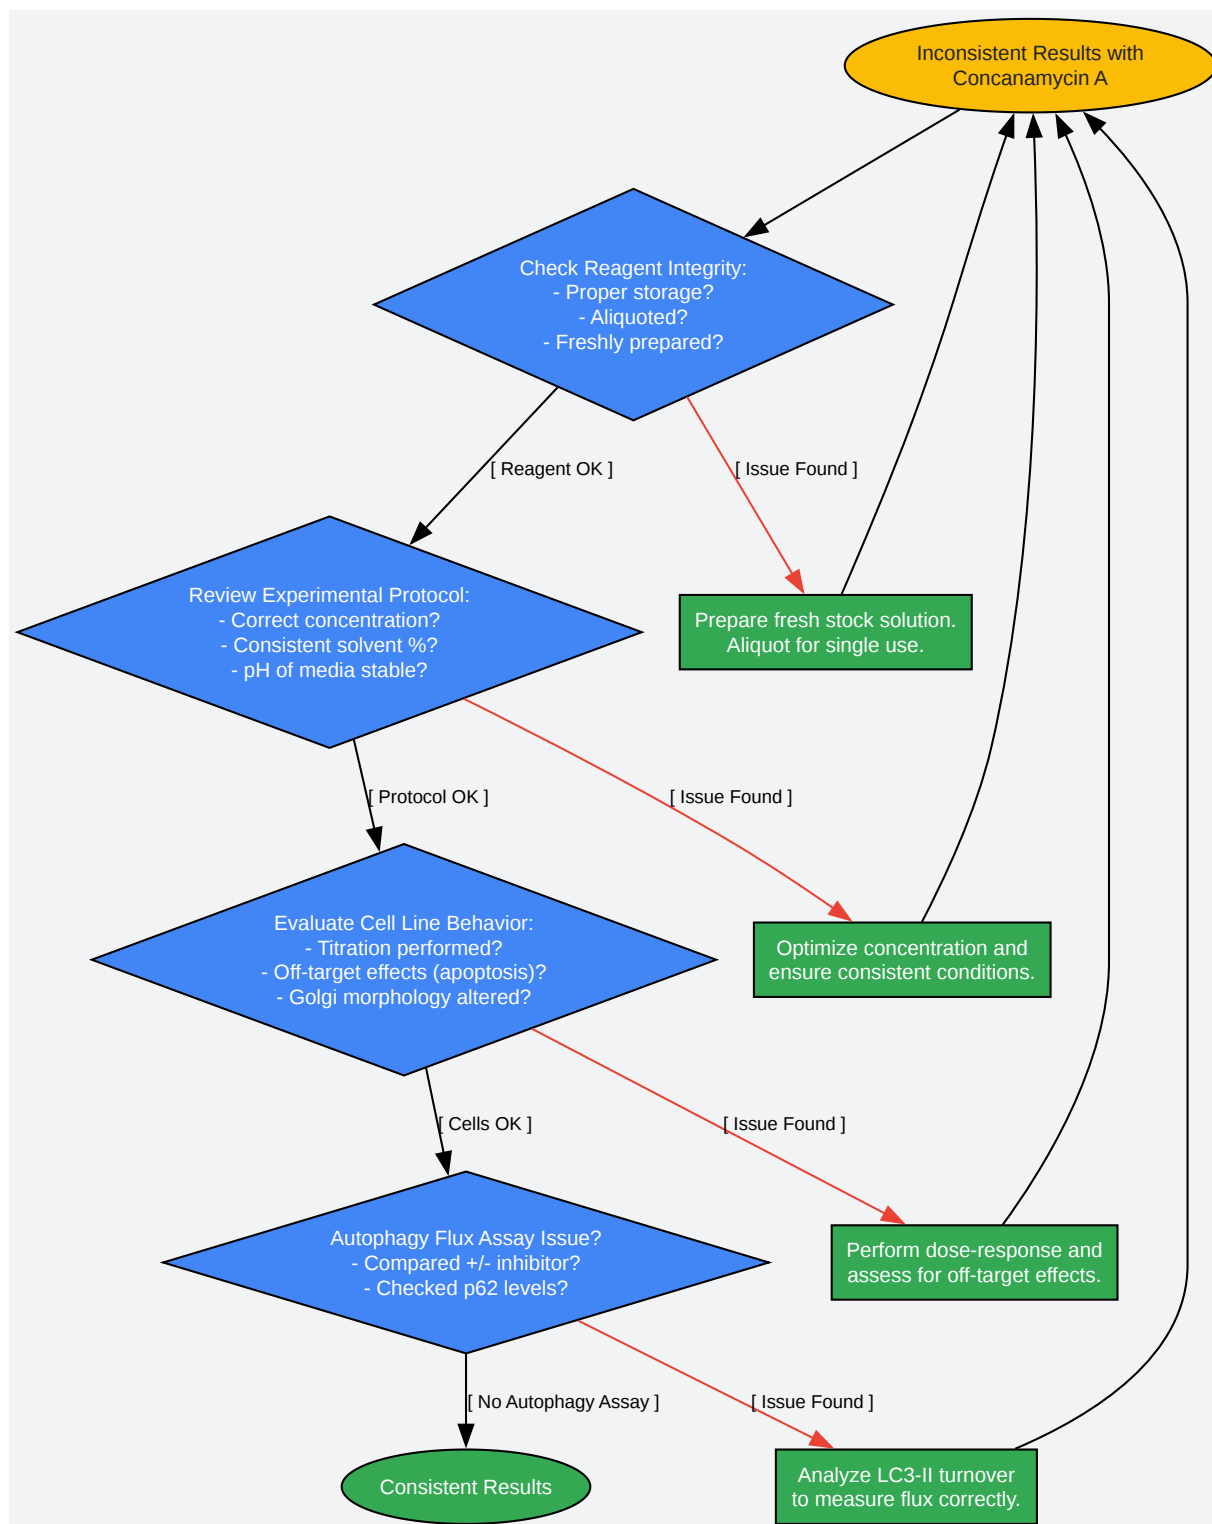 Inconsistent Results with
Concanamycin A
Check Reagent Integrity:
- Proper storage?
- Aliquoted?
- Freshly prepared?
[ Reagent OK ]
[ Issue Found ]
Review Experimental Protocol:
- Correct concentration?
- Consistent solvent %?
- pH of media stable?
Prepare fresh stock solution.
Aliquot for single use.
[ Protocol OK ]
[ Issue Found ]
Evaluate Cell Line Behavior:
- Titration performed?
- Off-target effects (apoptosis)?
- Golgi morphology altered?
Optimize concentration and
ensure consistent conditions.
[ Cells OK ]
[ Issue Found ]
Autophagy Flux Assay Issue?
- Compared +/- inhibitor?
- Checked p62 levels?
Perform dose-response and
assess for off-target effects.
[ No Autophagy Assay ]
[ Issue Found ]
Consistent Results
Analyze LC3-II turnover
to measure flux correctly.